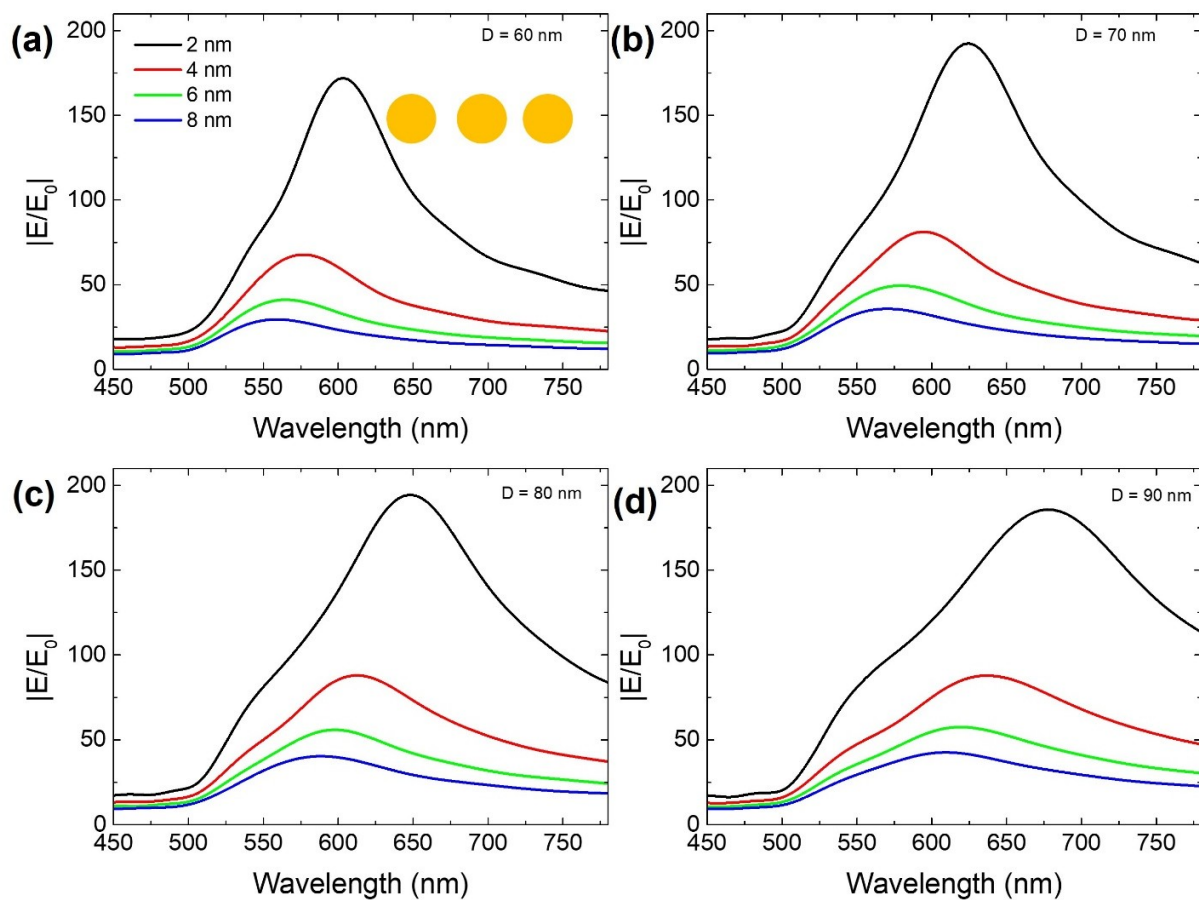 (a)
D = 60 nm
2 nm
4 nm
6 nm
8 nm
200
150
100
50
0
|E/E₀|
450 500 550 600 650 700 750
Wavelength (nm)
(b)
D = 70 nm
200
150
100
50
0
|E/E₀|
450 500 550 600 650 700 750
Wavelength (nm)
(c)
D = 80 nm
200
150
100
50
0
|E/E₀|
450 500 550 600 650 700 750
Wavelength (nm)
(d)
D = 90 nm
200
150
100
50
0
|E/E₀|
450 500 550 600 650 700 750
Wavelength (nm)